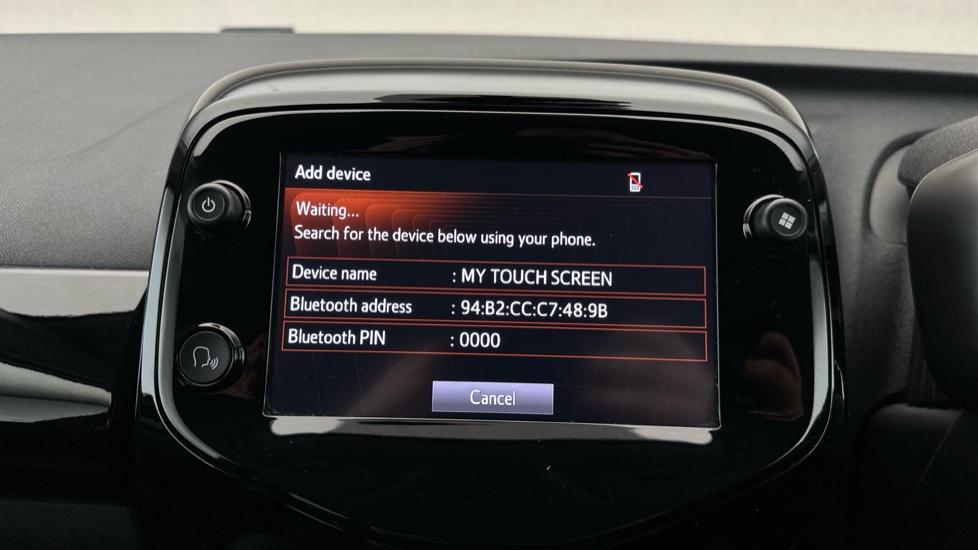 Add device
Waiting...
Search for the device below using your phone.
Device name : MY TOUCH SCREEN
Bluetooth address : 94:B2:CC:C7:48:9B
Bluetooth PIN : 0000
Cancel